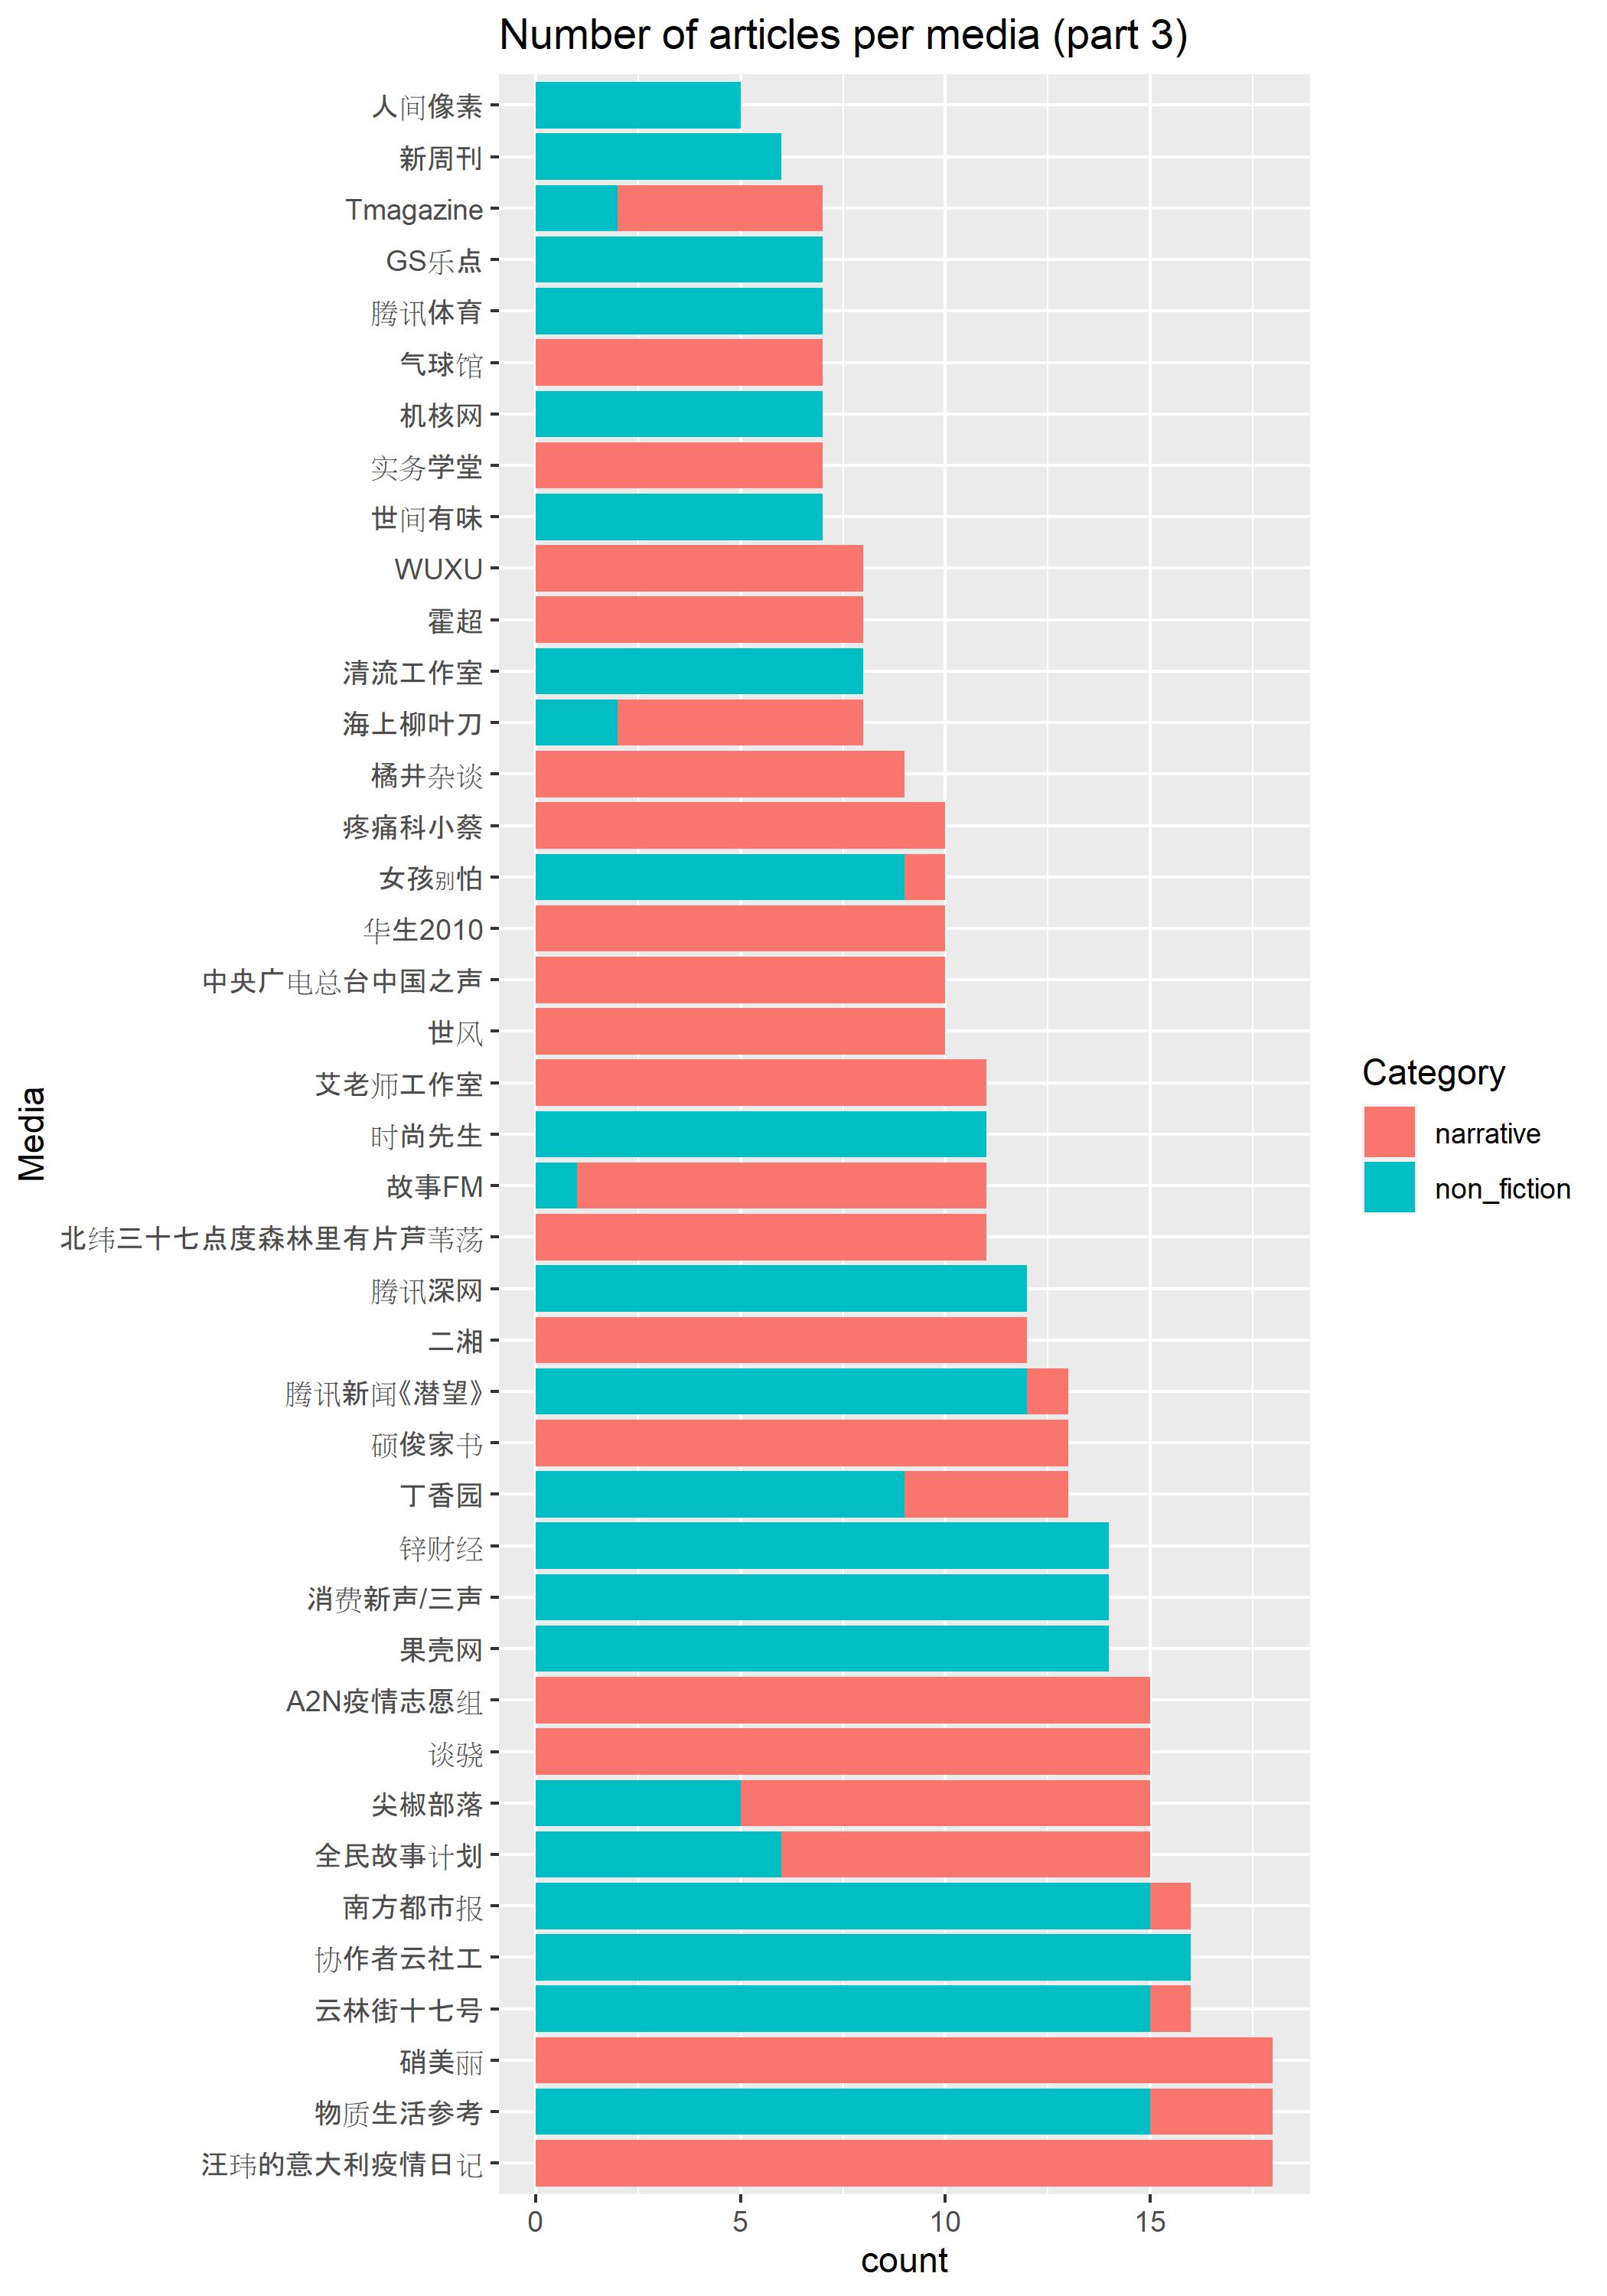 Number of articles per media (part 3)
人间像素
新周刊
Tmagazine
GS乐点
腾讯体育
气球馆
机核网
实务学堂
世间有味
WUXU
霍超
清流工作室
海上柳叶刀
橘井杂谈
疼痛科小蔡
女孩别怕
华生2010
中央广电总台中国之声
世风
艾老师工作室
时尚先生
故事FM
北纬三十七点度森林里有片芦苇荡
腾讯深网
二湘
腾讯新闻《潜望》
硕俊家书
丁香园
锌财经
消费新声/三声
果壳网
A2N疫情志愿组
谈骁
尖椒部落
全民故事计划
南方都市报
协作者云社工
云林街十七号
硝美丽
物质生活参考
汪玮的意大利疫情日记
Media
0 5 10 15
count
Category
narrative
non_fiction